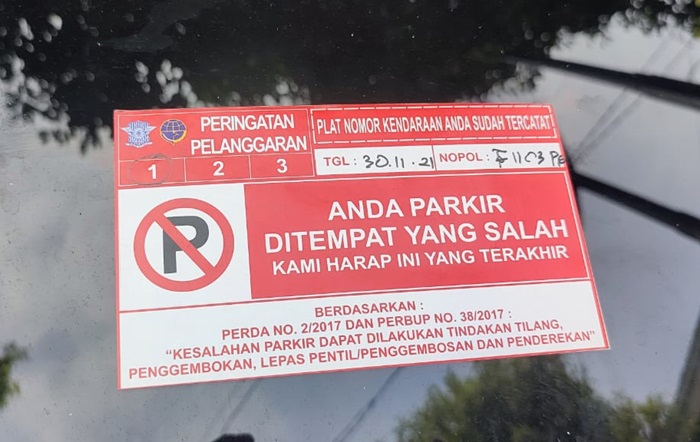 PERINGATAN
PELANGGARAN
1 2 3
PLAT NOMOR KENDARAAN ANDA SUDAH TERCATAT
TGL : 30.11.21 NOPOL : F 1103
P
ANDA PARKIR
DITEMPAT YANG SALAH
KAMI HARAP INI YANG TERAKHIR
BERDASARKAN :
PERDA NO. 2/2017 DAN PERBUP NO. 38/2017 :
“KESALAHAN PARKIR DAPAT DILAKUKAN TINDAKAN TILANG,
PENGGEMBOKAN, LEPAS PENTIL/PENGGEMBOSAN DAN PENDEREKAN”